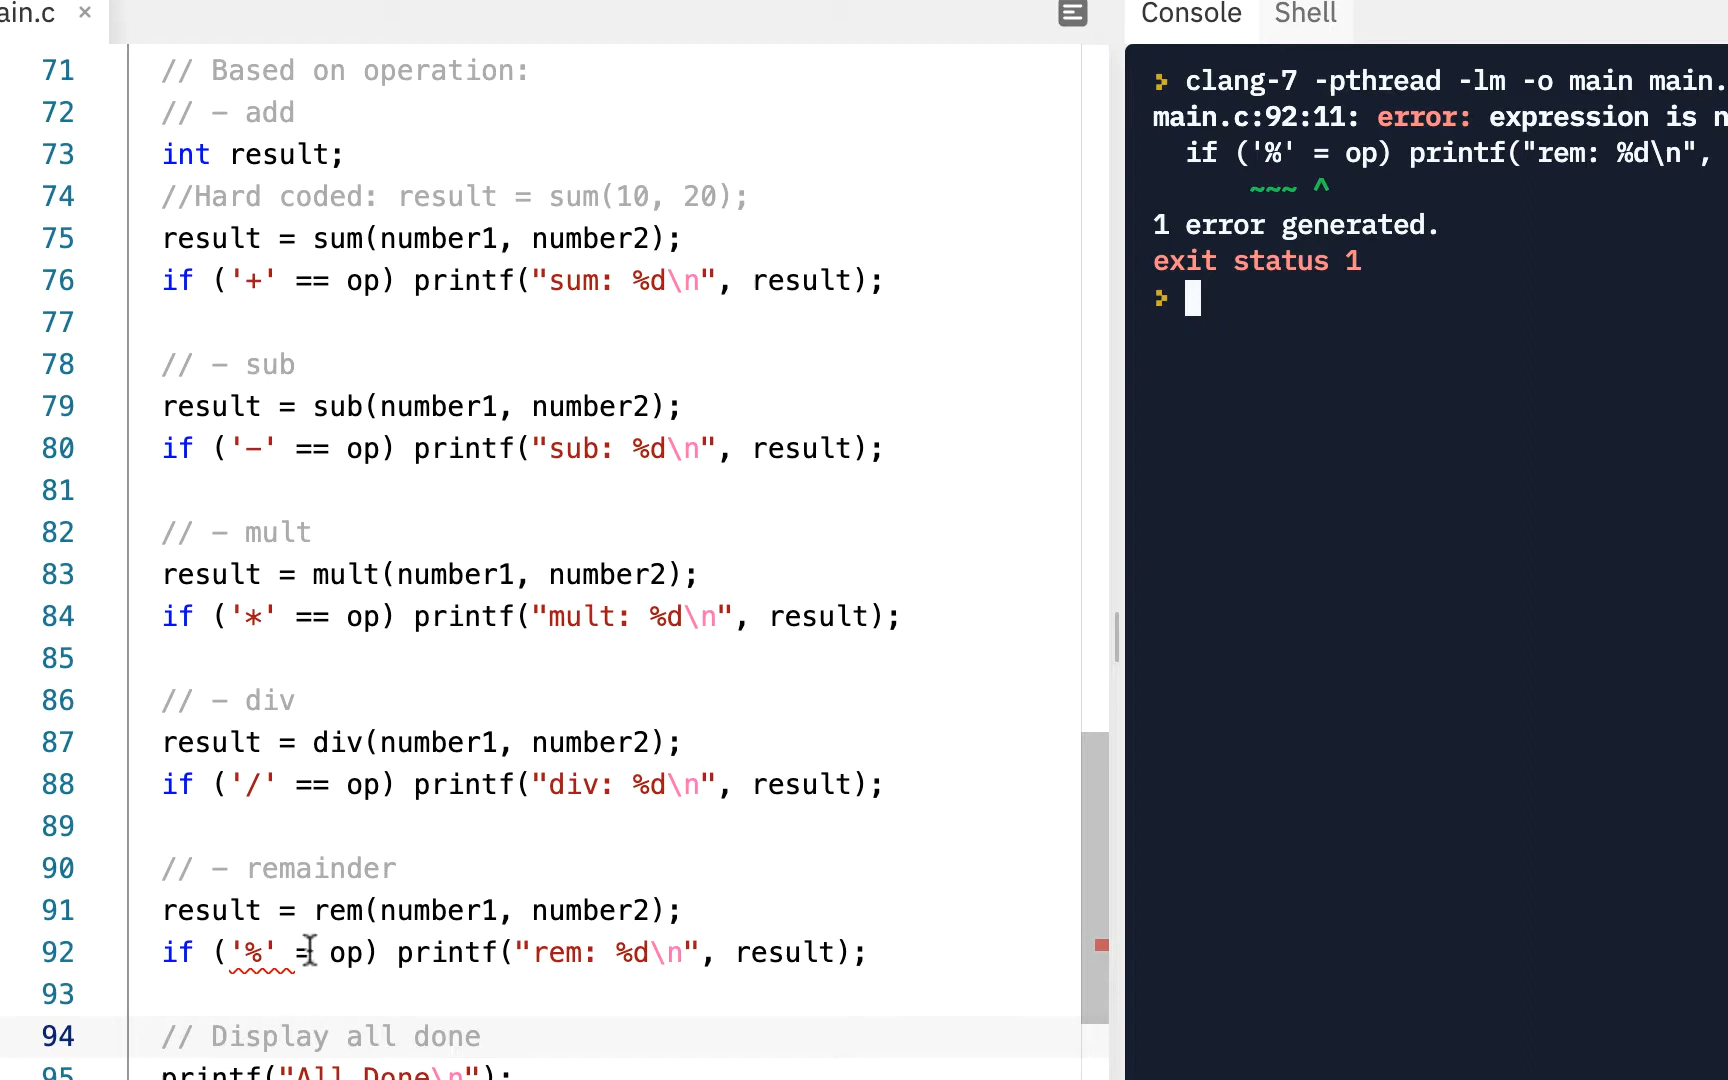 ain.c ×
71 // Based on operation:
72 // - add
73 int result;
74 //Hard coded: result = sum(10, 20);
75 result = sum(number1, number2);
76 if ('+' == op) printf("sum: %d\n", result);
77
78 // - sub
79 result = sub(number1, number2);
80 if ('-' == op) printf("sub: %d\n", result);
81
82 // - mult
83 result = mult(number1, number2);
84 if ('*' == op) printf("mult: %d\n", result);
85
86 // - div
87 result = div(number1, number2);
88 if ('/' == op) printf("div: %d\n", result);
89
90 // - remainder
91 result = rem(number1, number2);
92 if ('%' = op) printf("rem: %d\n", result);
93
94 // Display all done
95 printf("All Done\n");
Console Shell
clang-7 -pthread -lm -o main main.
main.c:92:11: error: expression is n
if ('%' = op) printf("rem: %d\n",
~~~ ^
1 error generated.
exit status 1